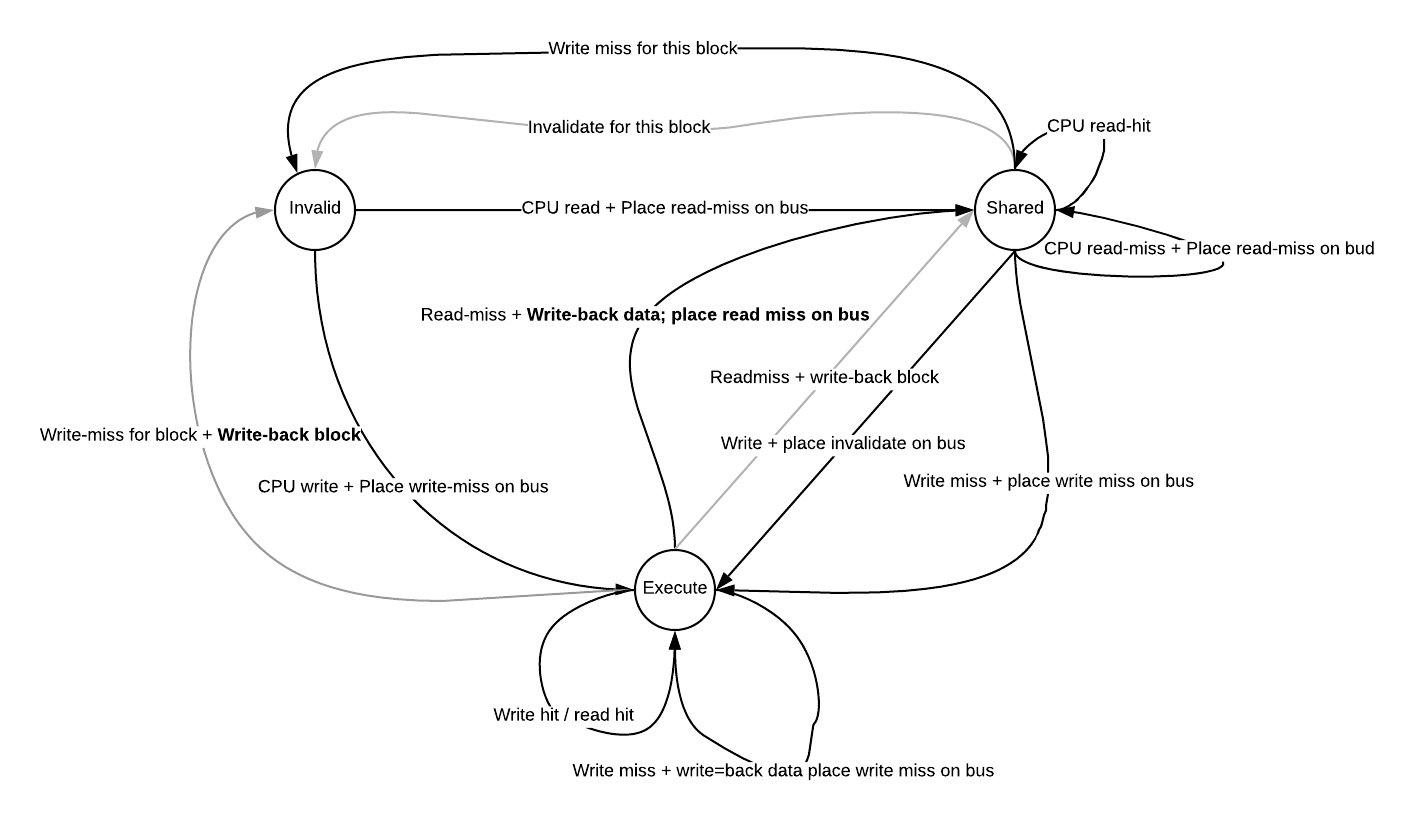 Write miss for this block
Invalidate for this block
CPU read-hit
Invalid
CPU read + Place read-miss on bus
Shared
CPU read-miss + Place read-miss on bud
Read-miss + Write-back data; place read miss on bus
Readmiss + write-back block
Write-miss for block + Write-back block
Write + place invalidate on bus
CPU write + Place write-miss on bus
Write miss + place write miss on bus
Execute
Write hit / read hit
Write miss + write=back data place write miss on bus